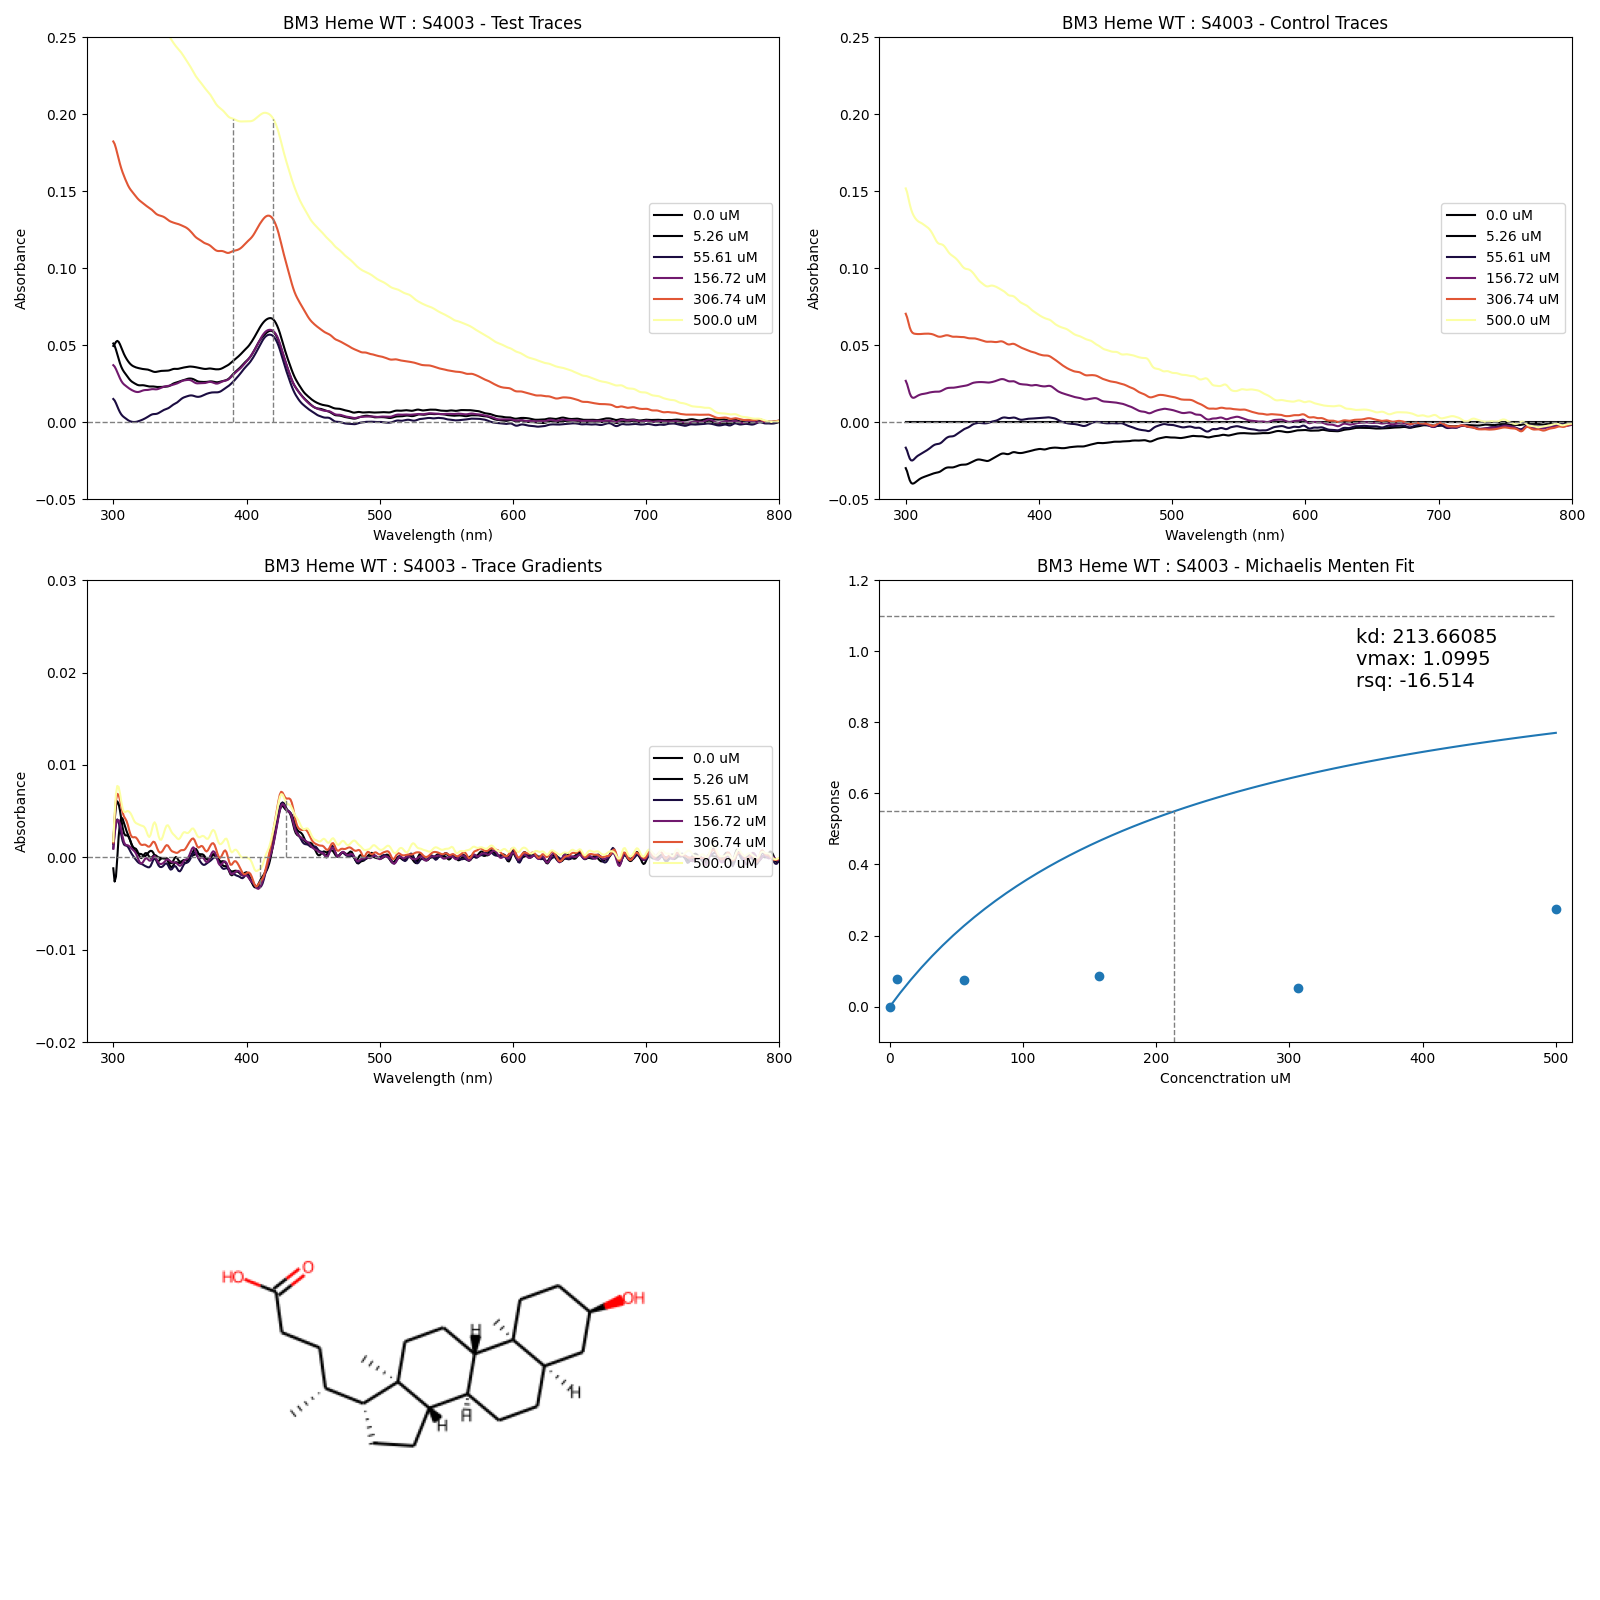 BM3 Heme WT : S4003 - Test Traces
0.25
0.20
0.15
0.10
0.05
0.00
−0.05
Absorbance
300 400 500 600 700 800
Wavelength (nm)
0.0 uM
5.26 uM
55.61 uM
156.72 uM
306.74 uM
500.0 uM
BM3 Heme WT : S4003 - Control Traces
0.25
0.20
0.15
0.10
0.05
0.00
−0.05
Absorbance
300 400 500 600 700 800
Wavelength (nm)
0.0 uM
5.26 uM
55.61 uM
156.72 uM
306.74 uM
500.0 uM
BM3 Heme WT : S4003 - Trace Gradients
0.03
0.02
0.01
0.00
−0.01
−0.02
Absorbance
300 400 500 600 700 800
Wavelength (nm)
0.0 uM
5.26 uM
55.61 uM
156.72 uM
306.74 uM
500.0 uM
BM3 Heme WT : S4003 - Michaelis Menten Fit
1.2
1.0
0.8
0.6
0.4
0.2
0.0
Response
kd: 213.66085
vmax: 1.0995
rsq: -16.514
0 100 200 300 400 500
Concenctration uM
HO
O
OH
H
H
H
H